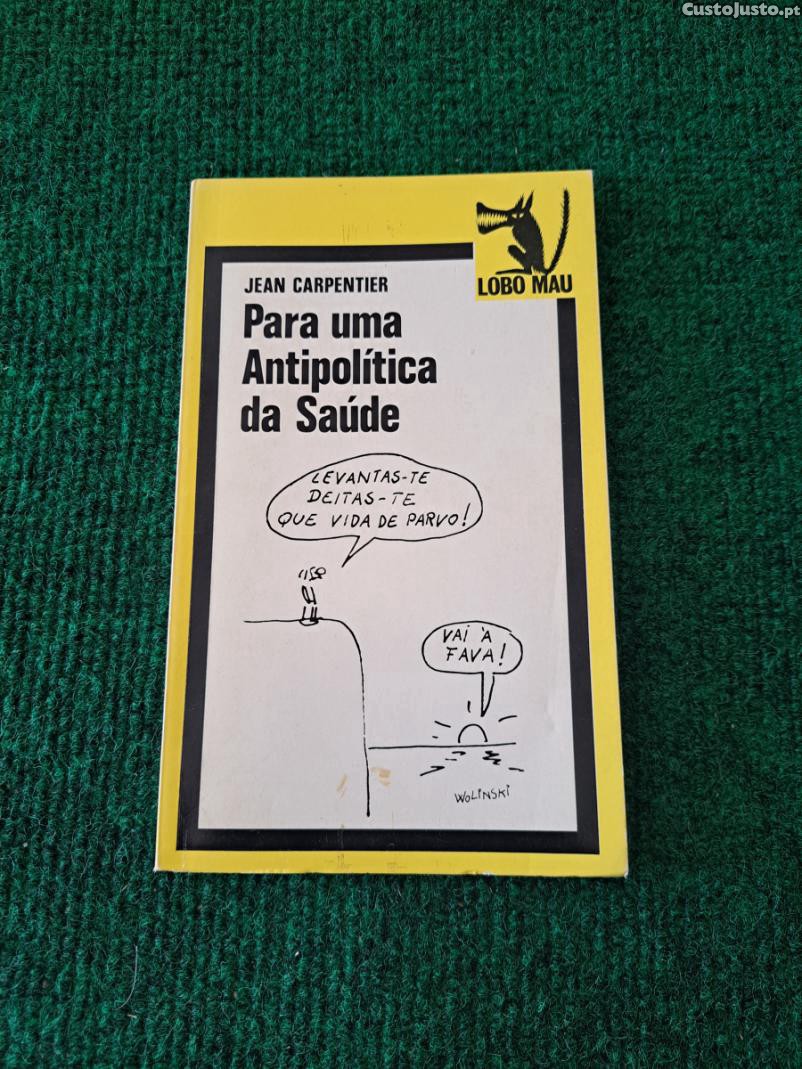 CustoJusto.pt
LOBO MAU
JEAN CARPENTIER
Para uma
Antipolítica
da Saúde
LEVANTAS-TE
DEITAS-TE
QUE VIDA DE PARVO!
VAI À
FAVA!
WOLINSKI